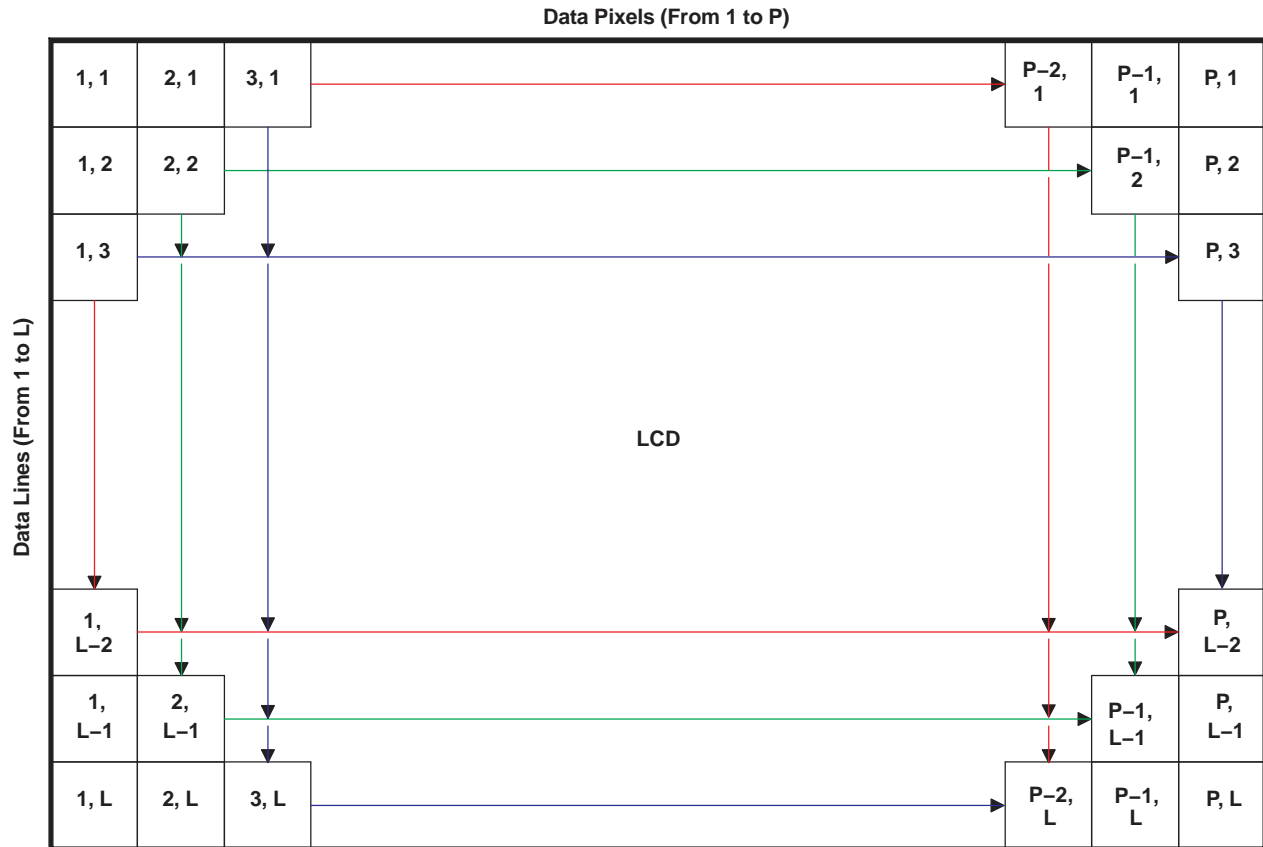 Data Pixels (From 1 to P)
1, 1
2, 1
3, 1
P–2,
1
P–1,
1
P, 1
1, 2
2, 2
P–1,
2
P, 2
1, 3
P, 3
Data Lines (From 1 to L)
LCD
1,
L–2
P,
L–2
1,
L–1
2,
L–1
P–1,
L–1
P,
L–1
1, L
2, L
3, L
P–2,
L
P–1,
L
P, L